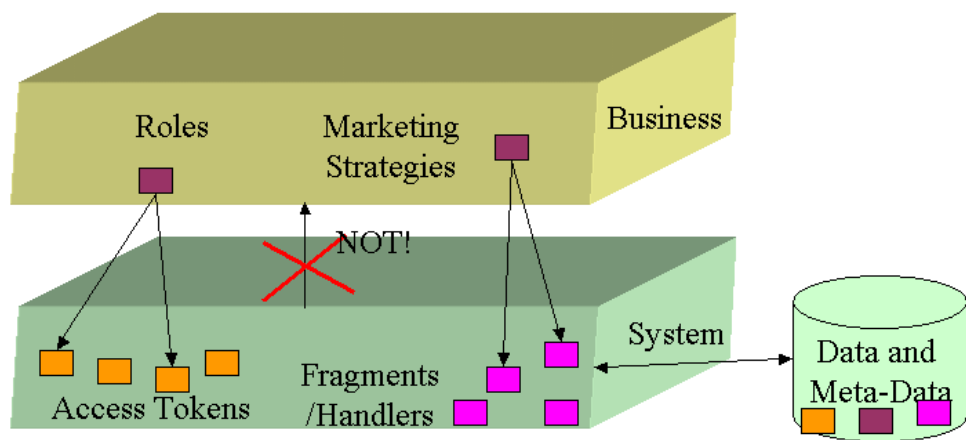 Roles
Marketing
Strategies
Business
NOT!
System
Access Tokens
Fragments
/Handlers
Data and
Meta-Data